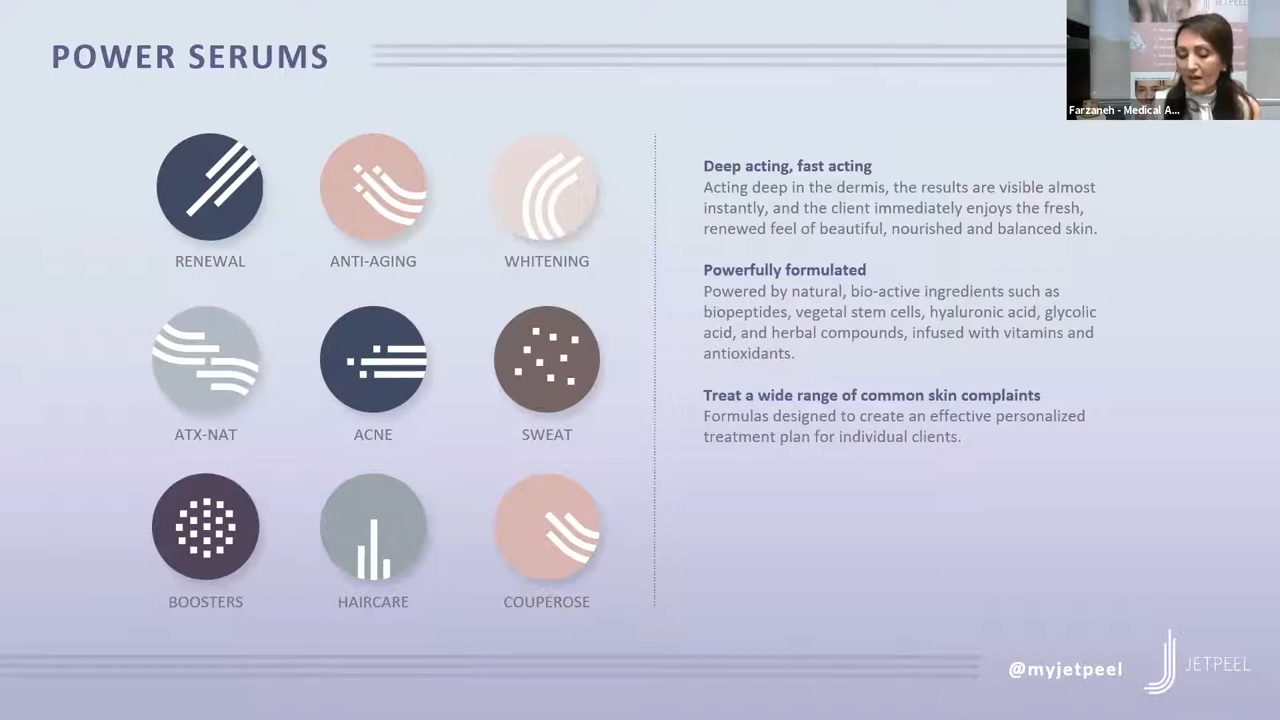 POWER SERUMS
JETPEEL
Farzaneh - Medical A...
RENEWAL
ANTI-AGING
WHITENING
ATX-NAT
ACNE
SWEAT
BOOSTERS
HAIRCARE
COUPEROSE
Deep acting, fast acting
Acting deep in the dermis, the results are visible almost
instantly, and the client immediately enjoys the fresh,
renewed feel of beautiful, nourished and balanced skin.
Powerfully formulated
Powered by natural, bio-active ingredients such as
biopeptides, vegetal stem cells, hyaluronic acid, glycolic
acid, and herbal compounds, infused with vitamins and
antioxidants.
Treat a wide range of common skin complaints
Formulas designed to create an effective personalized
treatment plan for individual clients.
@myjetpeel
JETPEEL